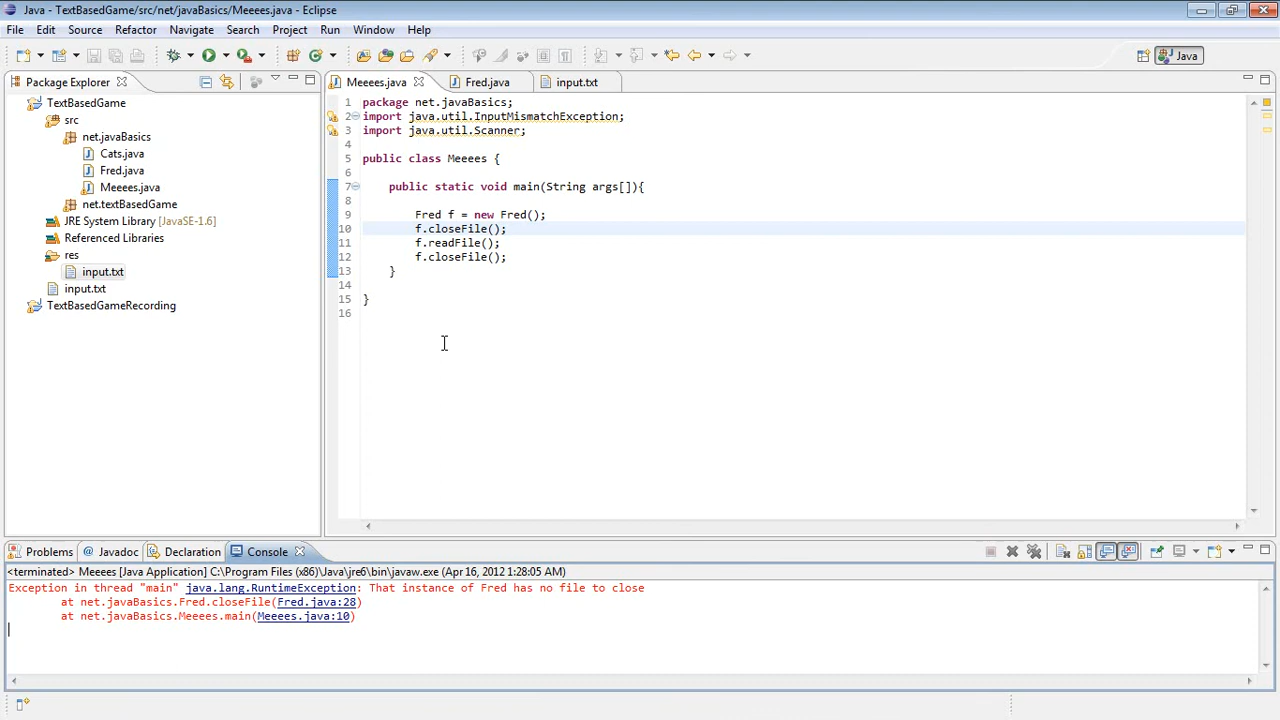 Java - TextBasedGame/src/net/javaBasics/Meeees.java - Eclipse
File Edit Source Refactor Navigate Search Project Run Window Help
Java
Package Explorer
TextBasedGame
src
net.javaBasics
Cats.java
Fred.java
Meeees.java
net.textBasedGame
JRE System Library [JavaSE-1.6]
Referenced Libraries
res
input.txt
input.txt
TextBasedGameRecording
Meeees.java Fred.java input.txt
1 package net.javaBasics;
2 import java.util.InputMismatchException;
3 import java.util.Scanner;
4
5 public class Meeees {
6
7 public static void main(String args[]){
8
9 Fred f = new Fred();
10 f.closeFile();
11 f.readFile();
12 f.closeFile();
13 }
14
15 }
16
Problems Javadoc Declaration Console
<terminated> Meeees [Java Application] C:\Program Files (x86)\Java\jre6\bin\javaw.exe (Apr 16, 2012 1:28:05 AM)
Exception in thread "main" java.lang.RuntimeException: That instance of Fred has no file to close
at net.javaBasics.Fred.closeFile(Fred.java:28)
at net.javaBasics.Meeees.main(Meeees.java:10)